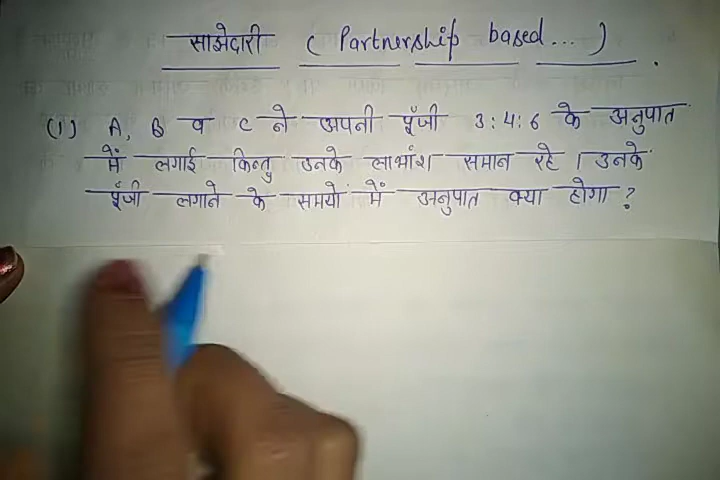 साझेदारी ( Partnership based... )
(1) A, B व C ने अपनी पूँजी 3:4:6 के अनुपात
में लगाई किन्तु उनके लाभांश समान रहे । उनके
पूँजी लगाने के समयों में अनुपात क्या होगा ?